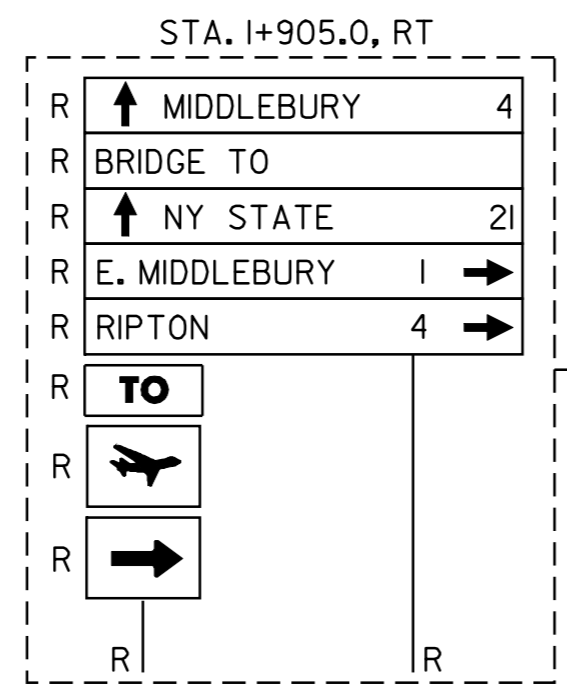 STA. 1+905.0, RT
R ↑ MIDDLEBURY 4
R BRIDGE TO
R ↑ NY STATE 21
R E. MIDDLEBURY 1 →
R RIPTON 4 →
R TO
R
R →
R R